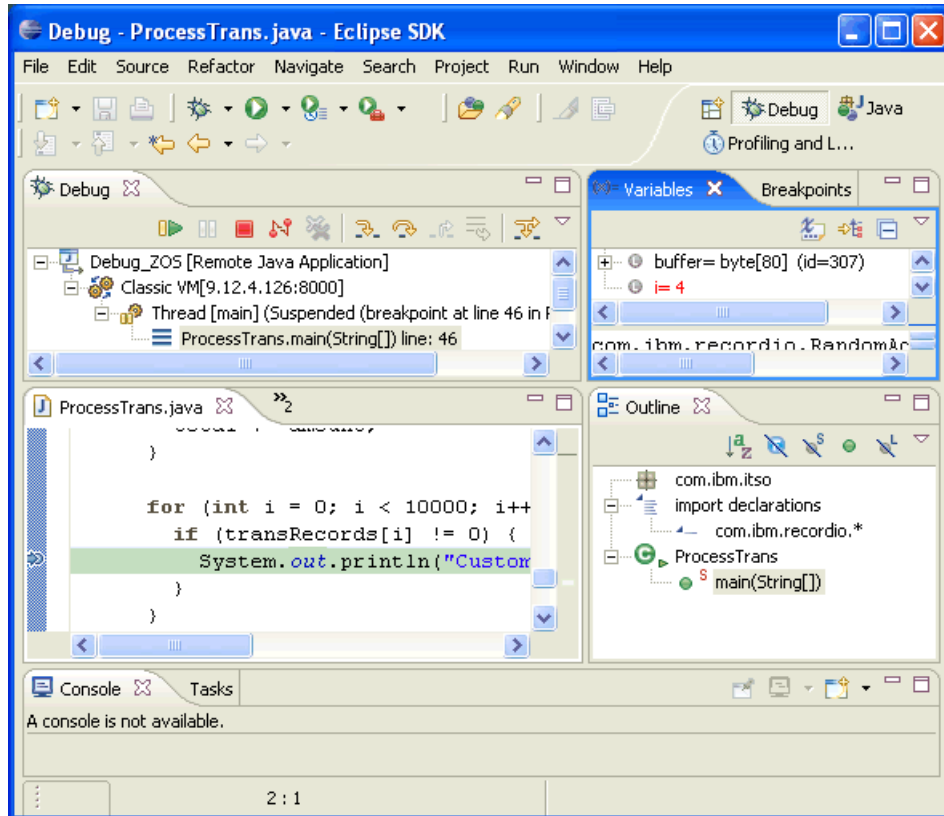 Debug - ProcessTrans.java - Eclipse SDK
File Edit Source Refactor Navigate Search Project Run Window Help
Debug Java
Profiling and L...
Debug
Debug_ZOS [Remote Java Application]
Classic VM[9.12.4.126:8000]
Thread [main] (Suspended (breakpoint at line 46 in
ProcessTrans.main(String[]) line: 46
(x)= Variables Breakpoints
buffer= byte[80] (id=307)
i= 4
com.ibm.recordio.RandomAc
ProcessTrans.java »2
}
for (int i = 0; i < 10000; i++
if (transRecords[i] != 0) {
System.out.println("Custom
}
}
Outline
com.ibm.itso
import declarations
com.ibm.recordio.*
ProcessTrans
S main(String[])
Console Tasks
A console is not available.
2 : 1